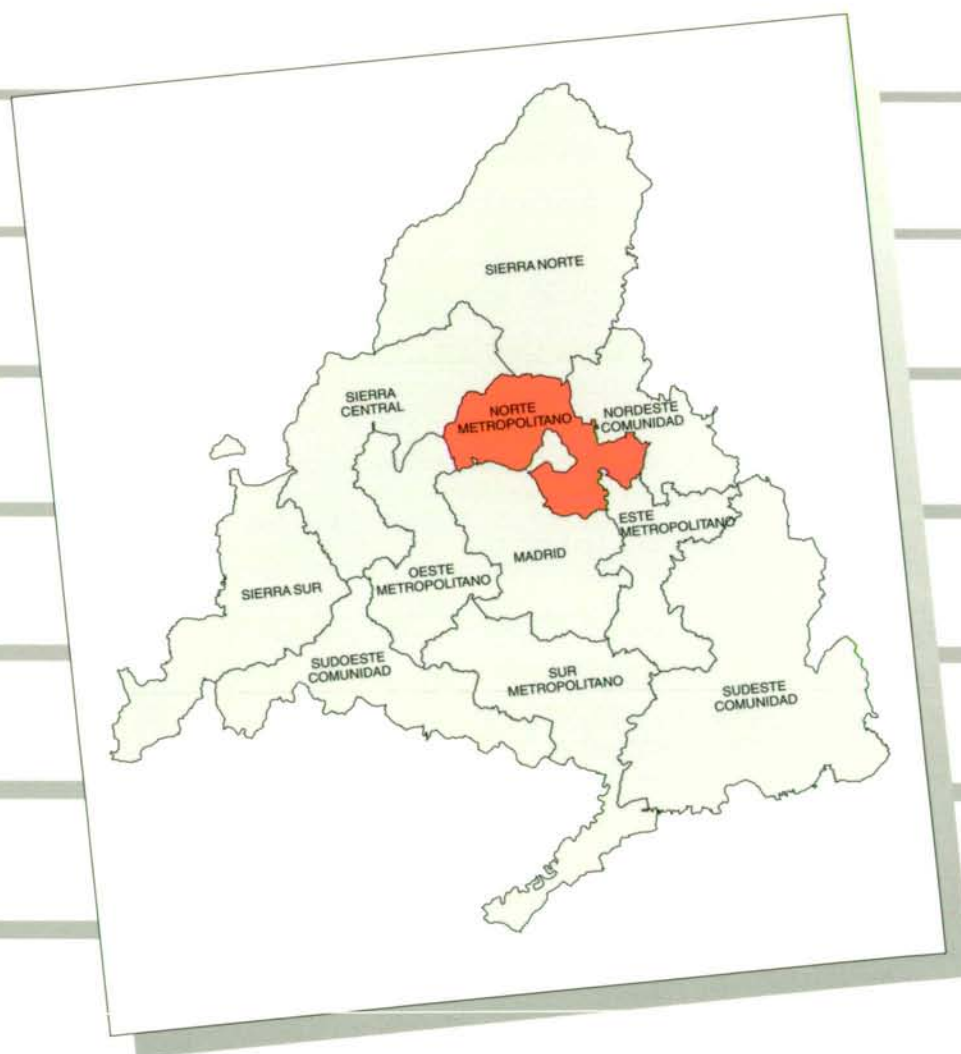 SIERRA NORTE
SIERRA
CENTRAL
NORTE
METROPOLITANO
NORDESTE
COMUNIDAD
ESTE
METROPOLITANO
MADRID
OESTE
METROPOLITANO
SIERRA SUR
SUDOESTE
COMUNIDAD
SUR
METROPOLITANO
SUDESTE
COMUNIDAD